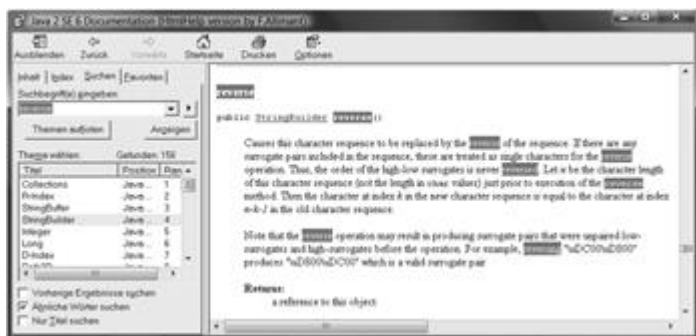 Java 2 SE 6 Documentation (HtmlHelp version by F.Allimant)
Ausblenden Zurück Vorwärts Startseite Drucken Optionen
Inhalt Index Suchen Favoriten
Suchbegriff(e) eingeben:
reverse
Themen auflisten Anzeigen
Thema wählen: Gefunden: 156
Titel Position Ran
Collections Java... 1
P-Index Java... 2
StringBuffer Java... 3
StringBuilder Java... 4
Integer Java... 5
Long Java... 6
D-Index Java... 7
Vorherige Ergebnisse suchen
Ähnliche Wörter suchen
Nur Titel suchen
reverse
public StringBuilder reverse()
Causes this character sequence to be replaced by the reverse of the sequence. If there are any
surrogate pairs included in the sequence, these are treated as single characters for the reverse
operation. Thus, the order of the high-low surrogates is never reversed. Let n be the character length
of this character sequence (not the length in char values) just prior to execution of the reverse
method. Then the character at index k in the new character sequence is equal to the character at index
n-k-1 in the old character sequence.
Note that the reverse operation may result in producing surrogate pairs that were unpaired low-
surrogates and high-surrogates before the operation. For example, reversing "\uDC00\uD800"
produces "\uD800\uDC00" which is a valid surrogate pair.
Returns:
a reference to this object.